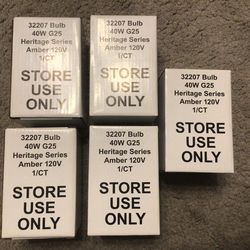 32207 Bulb
40W G25
Heritage Series
Amber 120V
1/CT
STORE
USE
ONLY
32207 Bulb
40W G25
Heritage Series
Amber 120V
1/CT
STORE
USE
ONLY
32207 Bulb
40W G25
Heritage Series
Amber 120V
1/CT
STORE
USE
ONLY
32207 Bulb
40W G25
Heritage Series
Amber 120V
1/CT
STORE
USE
ONLY
32207 Bulb
40W G25
Heritage Series
Amber 120V
1/CT
STORE
USE
ONLY